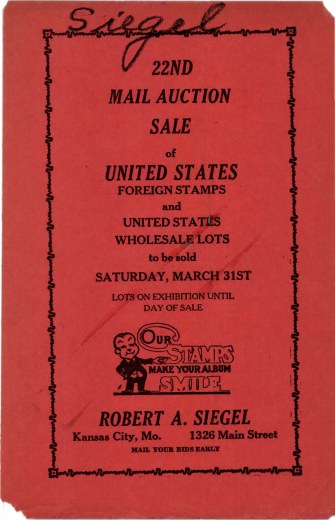 Siegel
22ND
MAIL AUCTION
SALE
of
UNITED STATES
FOREIGN STAMPS
and
UNITED STATES
WHOLESALE LOTS
to be sold
SATURDAY, MARCH 31ST
LOTS ON EXHIBITION UNTIL
DAY OF SALE
OUR
STAMPS
MAKE YOUR ALBUM
SMILE
ROBERT A. SIEGEL
Kansas City, Mo. 1326 Main Street
MAIL YOUR BIDS EARLY